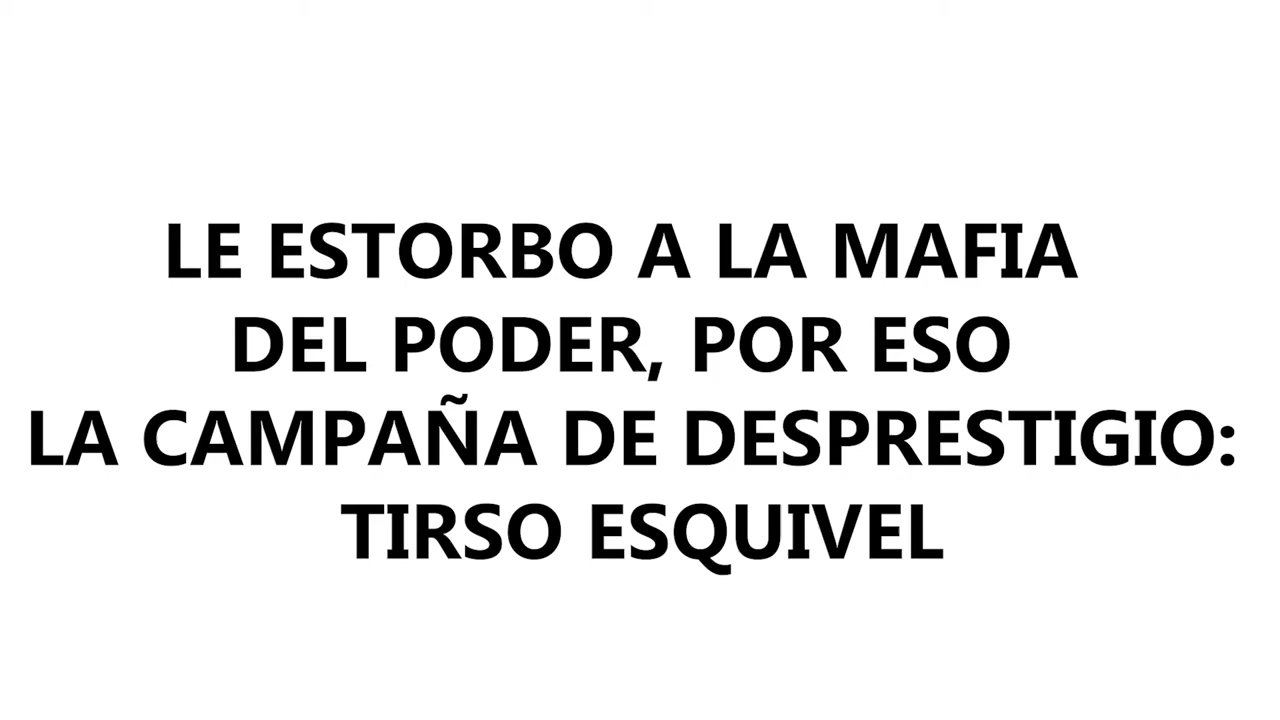 LE ESTORBO A LA MAFIA
DEL PODER, POR ESO
LA CAMPAÑA DE DESPRESTIGIO:
TIRSO ESQUIVEL